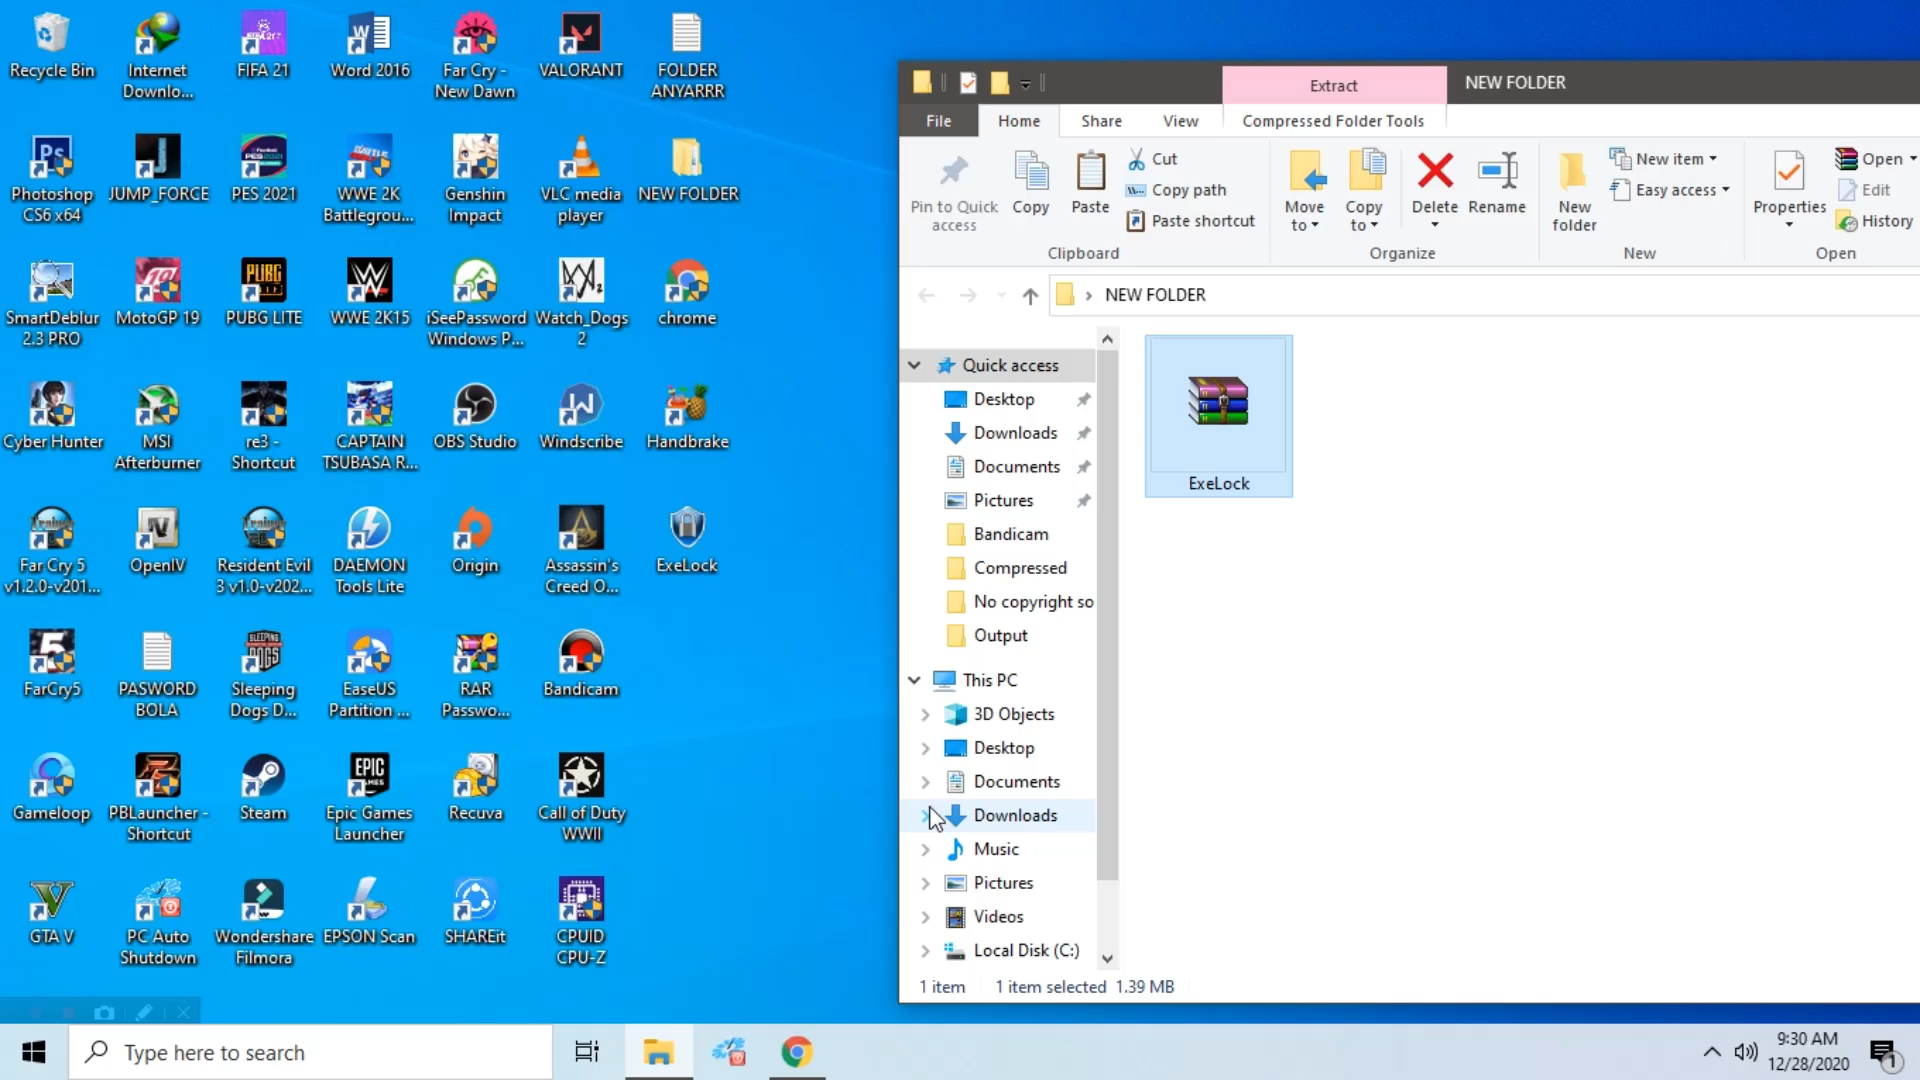 Recycle Bin
Internet
Downlo...
FIFA 21
Word 2016
Far Cry -
New Dawn
VALORANT
FOLDER
ANYARRR
Photoshop
CS6 x64
JUMP_FORCE
PES 2021
WWE 2K
Battlegrou...
Genshin
Impact
VLC media
player
NEW FOLDER
SmartDeblur
2.3 PRO
MotoGP 19
PUBG LITE
WWE 2K15
iSeePassword
Windows P...
Watch_Dogs
2
chrome
Cyber Hunter
MSI
Afterburner
re3 -
Shortcut
CAPTAIN
TSUBASA R...
OBS Studio
Windscribe
Handbrake
Far Cry 5
v1.2.0-v201...
OpenIV
Resident Evil
3 v1.0-v202...
DAEMON
Tools Lite
Origin
Assassin's
Creed O...
ExeLock
FarCry5
PASWORD
BOLA
Sleeping
Dogs D...
EaseUS
Partition ...
RAR
Passwo...
Bandicam
Gameloop
PBLauncher -
Shortcut
Steam
Epic Games
Launcher
Recuva
Call of Duty
WWII
GTA V
PC Auto
Shutdown
Wondershare
Filmora
EPSON Scan
SHAREit
CPUID
CPU-Z
Extract
NEW FOLDER
File
Home
Share
View
Compressed Folder Tools
Pin to Quick
access
Copy
Paste
Cut
Copy path
Paste shortcut
Move
to
Copy
to
Delete
Rename
New
folder
New item
Easy access
Properties
Open
Edit
History
Clipboard
Organize
New
Open
NEW FOLDER
Quick access
Desktop
Downloads
Documents
Pictures
Bandicam
Compressed
No copyright so
Output
This PC
3D Objects
Desktop
Documents
Downloads
Music
Pictures
Videos
Local Disk (C:)
ExeLock
1 item
1 item selected 1.39 MB
Type here to search
9:30 AM
12/28/2020
1